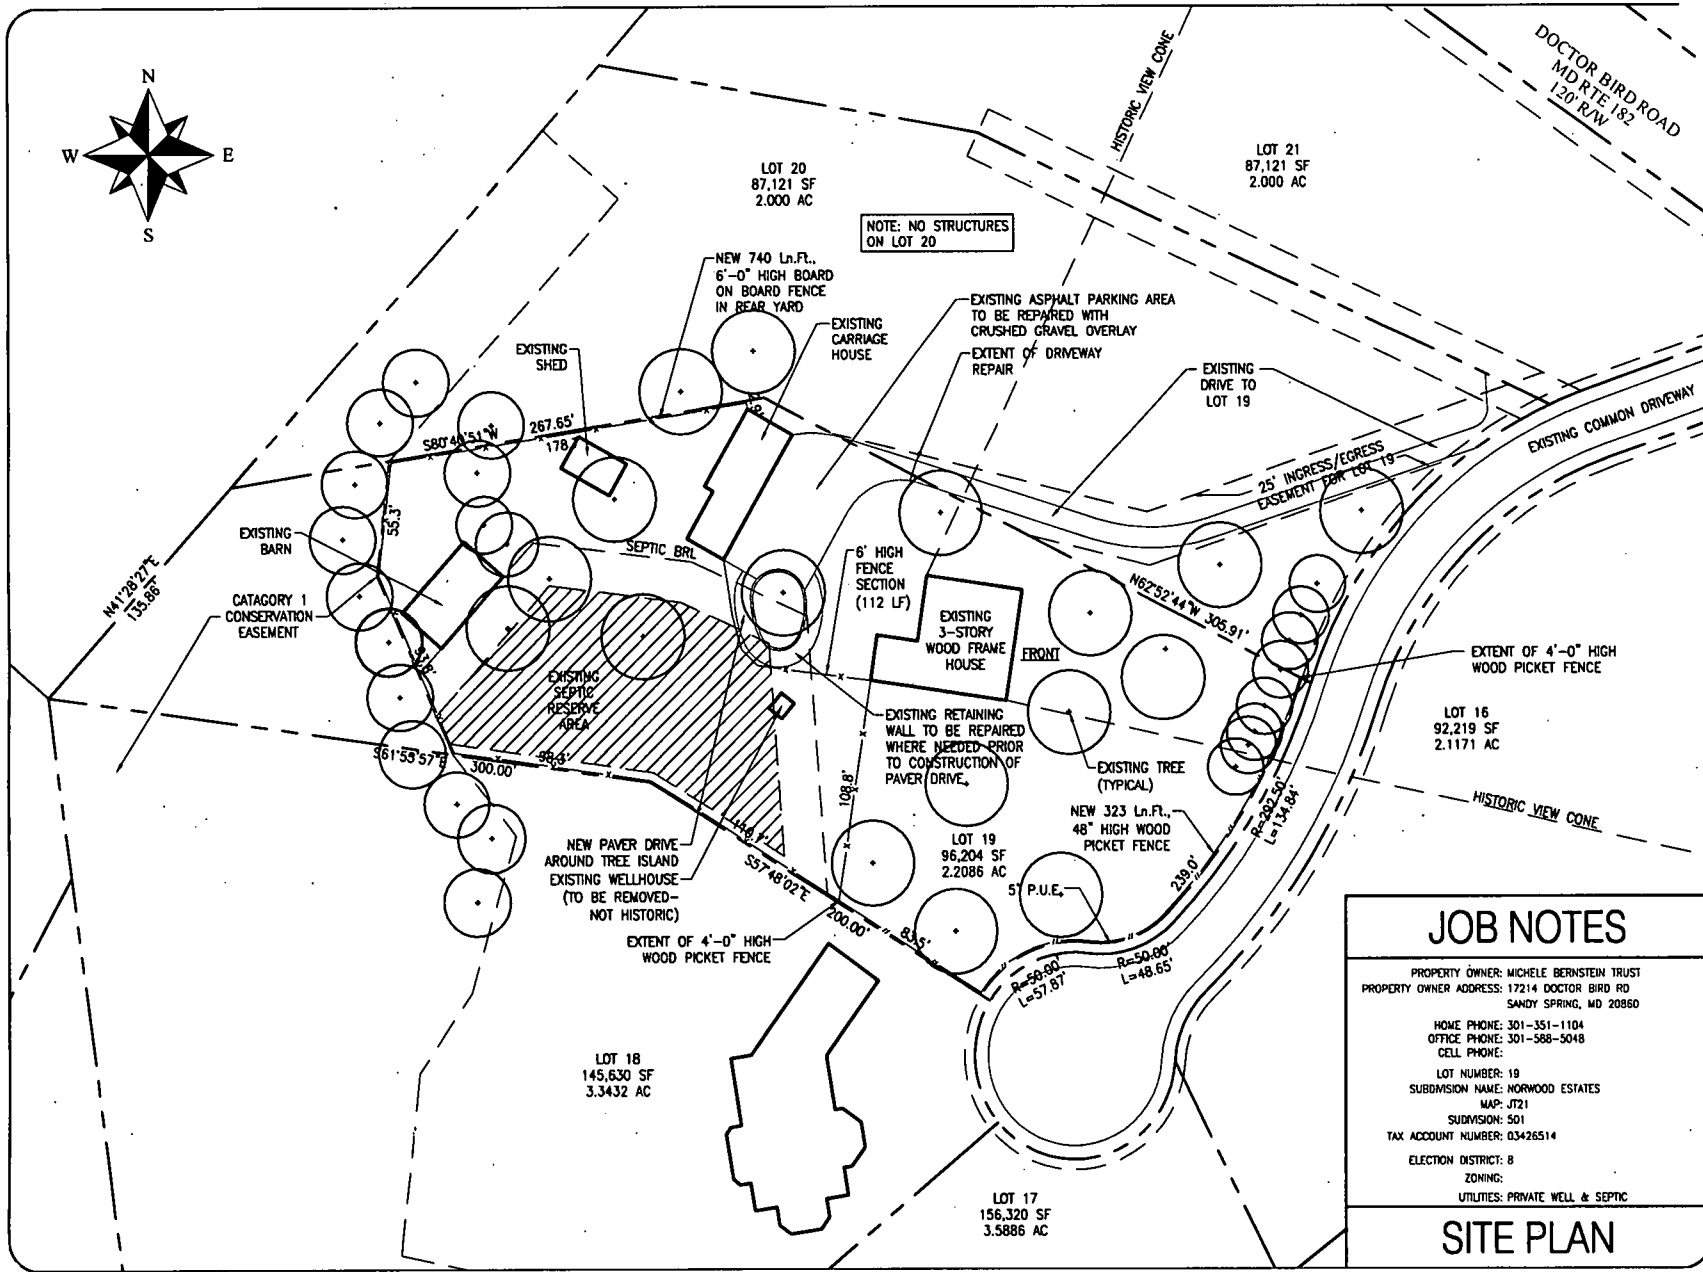 N
W
E
S
DOCTOR BIRD ROAD
MD RTE 182
120' R/W
HISTORIC VIEW CONE
LOT 20
87,121 SF
2.000 AC
LOT 21
87,121 SF
2.000 AC
NOTE: NO STRUCTURES
ON LOT 20
NEW 740 Ln.Ft.,
6'-0" HIGH BOARD
ON BOARD FENCE
IN REAR YARD
EXISTING
CARRIAGE
HOUSE
EXISTING ASPHALT PARKING AREA
TO BE REPAIRED WITH
CRUSHED GRAVEL OVERLAY
EXTENT OF DRIVEWAY
REPAIR
EXISTING
SHED
EXISTING
DRIVE TO
LOT 19
EXISTING COMMON DRIVEWAY
S80°40'51"W
267.65'
178
25' INGRESS/EGRESS
EASEMENT FOR LOT 19
55.3'
EXISTING
BARN
SEPTIC BRL
6' HIGH
FENCE
SECTION
(112 LF)
N41°28'27"E
135.86'
CATAGORY 1
CONSERVATION
EASEMENT
N62°52'44"W 305.91'
EXISTING
3-STORY
WOOD FRAME
HOUSE
FRONT
EXTENT OF 4'-0" HIGH
WOOD PICKET FENCE
EXISTING
SEPTIC
RESERVE
AREA
LOT 16
92,219 SF
2.1171 AC
EXISTING RETAINING
WALL TO BE REPAIRED
WHERE NEEDED PRIOR
TO CONSTRUCTION OF
PAVER DRIVE
S61°55'57"E
300.00'
98.3'
EXISTING TREE
(TYPICAL)
108.8'
HISTORIC VIEW CONE
NEW 323 Ln.Ft.,
48" HIGH WOOD
PICKET FENCE
R=292.50'
L=134.84'
NEW PAVER DRIVE
AROUND TREE ISLAND
EXISTING WELLHOUSE
(TO BE REMOVED-
NOT HISTORIC)
S57°48'02"E
200.00'
LOT 19
96,204 SF
2.2086 AC
239.0'
5' P.U.E.
83.5'
EXTENT OF 4'-0" HIGH
WOOD PICKET FENCE
R=50.00'
L=57.87'
R=50.00'
L=48.65'
LOT 18
145,630 SF
3.3432 AC
LOT 17
156,320 SF
3.5886 AC
JOB NOTES
PROPERTY OWNER: MICHELE BERNSTEIN TRUST
PROPERTY OWNER ADDRESS: 17214 DOCTOR BIRD RD
SANDY SPRING, MD 20860
HOME PHONE: 301-351-1104
OFFICE PHONE: 301-588-5048
CELL PHONE:
LOT NUMBER: 19
SUBDIVISION NAME: NORWOOD ESTATES
MAP: JT21
SUDIVISION: 501
TAX ACCOUNT NUMBER: 03426514
ELECTION DISTRICT: 8
ZONING:
UTILITIES: PRIVATE WELL & SEPTIC
SITE PLAN